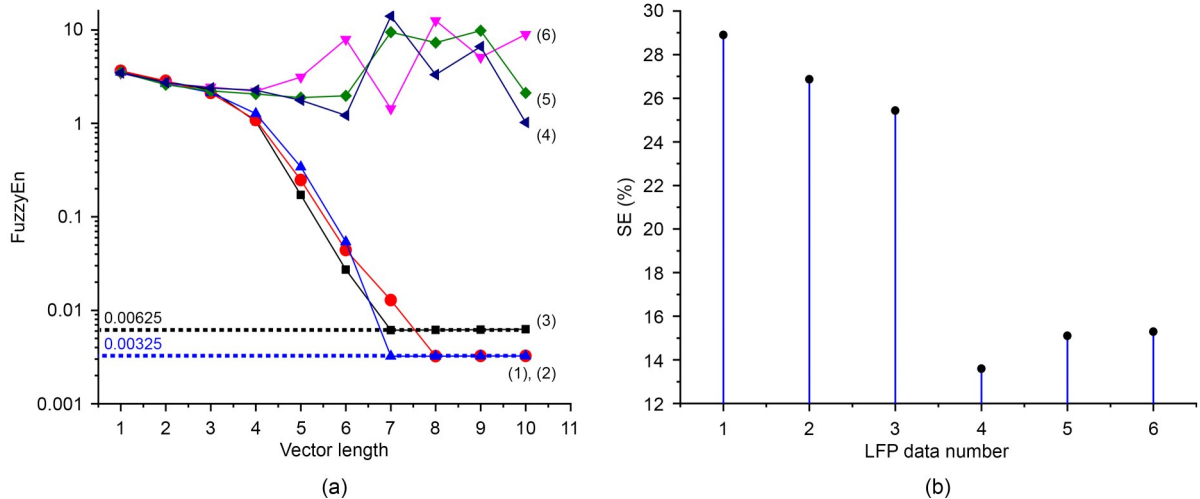 10
1
0.1
0.01
0.001
FuzzyEn
0.00625
0.00325
(6)
(5)
(4)
(3)
(1), (2)
1 2 3 4 5 6 7 8 9 10 11
Vector length
(a)
30
28
26
24
22
20
18
16
14
12
SE (%)
1 2 3 4 5 6
LFP data number
(b)